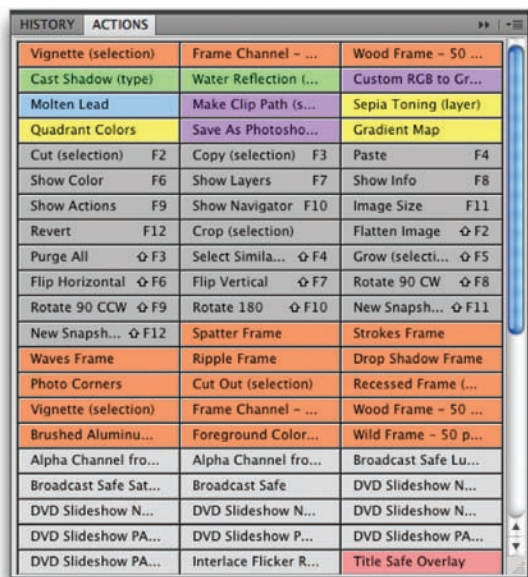 HISTORY ACTIONS
Vignette (selection) Frame Channel - ... Wood Frame - 50 ...
Cast Shadow (type) Water Reflection (... Custom RGB to Gr...
Molten Lead Make Clip Path (s... Sepia Toning (layer)
Quadrant Colors Save As Photosho... Gradient Map
Cut (selection) F2 Copy (selection) F3 Paste F4
Show Color F6 Show Layers F7 Show Info F8
Show Actions F9 Show Navigator F10 Image Size F11
Revert F12 Crop (selection) Flatten Image ⇧F2
Purge All ⇧F3 Select Simila... ⇧F4 Grow (selecti... ⇧F5
Flip Horizontal ⇧F6 Flip Vertical ⇧F7 Rotate 90 CW ⇧F8
Rotate 90 CCW ⇧F9 Rotate 180 ⇧F10 New Snapsh... ⇧F11
New Snapsh... ⇧F12 Spatter Frame Strokes Frame
Waves Frame Ripple Frame Drop Shadow Frame
Photo Corners Cut Out (selection) Recessed Frame (...
Vignette (selection) Frame Channel - ... Wood Frame - 50 ...
Brushed Aluminu... Foreground Color... Wild Frame - 50 p...
Alpha Channel fro... Alpha Channel fro... Broadcast Safe Lu...
Broadcast Safe Sat... Broadcast Safe DVD Slideshow N...
DVD Slideshow N... DVD Slideshow N... DVD Slideshow N...
DVD Slideshow PA... DVD Slideshow P... DVD Slideshow PA...
DVD Slideshow PA... Interlace Flicker R... Title Safe Overlay